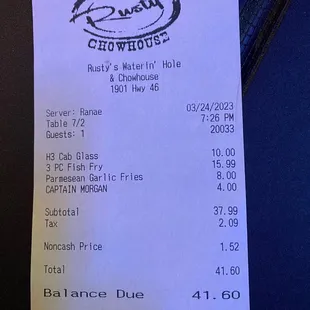 Rusty
CHOWHOUSE
Rusty's Waterin' Hole
& Chowhouse
1901 Hwy 46
Server: Ranae 03/24/2023
Table 7/2 7:26 PM
Guests: 1 20033
H3 Cab Glass 10.00
3 PC Fish Fry 15.99
Parmesean Garlic Fries 8.00
CAPTAIN MORGAN 4.00
Subtotal 37.99
Tax 2.09
Noncash Price 1.52
Total 41.60
Balance Due 41.60